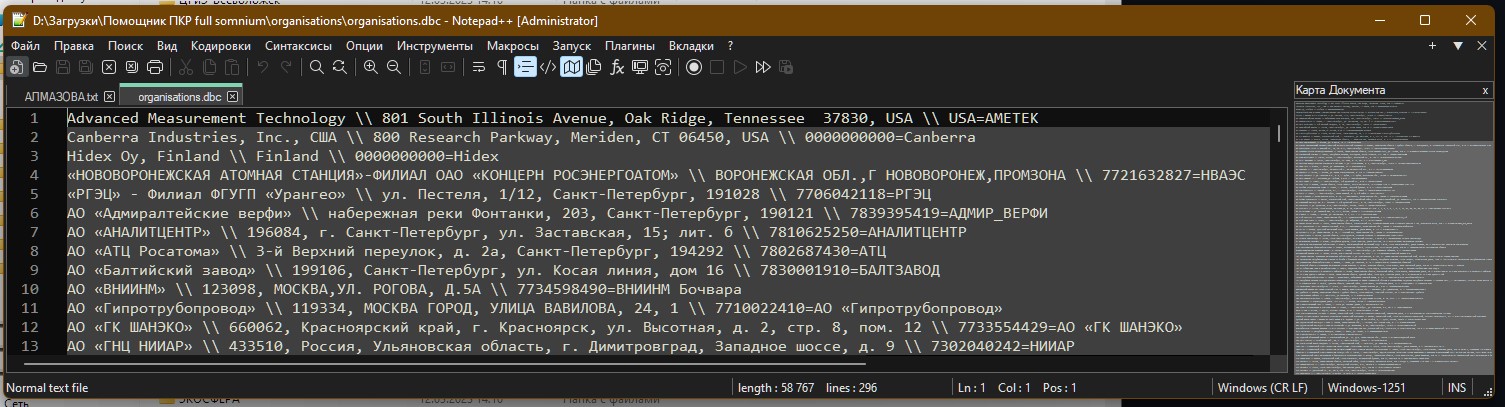 D:\Загрузки\Помощник ПКР full somnium\organisations\organisations.dbc - Notepad++ [Administrator]
Файл Правка Поиск Вид Кодировки Синтаксисы Опции Инструменты Макросы Запуск Плагины Вкладки ?
АПМАЗОВА.txt organisations.dbc
Карта Документа x
1 Advanced Measurement Technology \\ 801 South Illinois Avenue, Oak Ridge, Tennessee  37830, USA \\ USA=AMETEK
2 Canberra Industries, Inc., США \\ 800 Research Parkway, Meriden, CT 06450, USA \\ 0000000000=Canberra
3 Hidex Oy, Finland \\ Finland \\ 0000000000=Hidex
4 «НОВОВОРОНЕЖСКАЯ АТОМНАЯ СТАНЦИЯ»-ФИЛИАЛ ОАО «КОНЦЕРН РОСЭНЕРГОАТОМ» \\ ВОРОНЕЖСКАЯ ОБЛ.,Г НОВОВОРОНЕЖ,ПРОМЗОНА \\ 7721632827=НВАЭС
5 «РГЭЦ» - Филиал ФГУГП «Урангео» \\ ул. Пестеля, 1/12, Санкт-Петербург, 191028 \\ 7706042118=РГЭЦ
6 АО «Адмиралтейские верфи» \\ набережная реки Фонтанки, 203, Санкт-Петербург, 190121 \\ 7839395419=АДМИР_ВЕРФИ
7 АО «АНАЛИТЦЕНТР» \\ 196084, г. Санкт-Петербург, ул. Заставская, 15; лит. б \\ 7810625250=АНАЛИТЦЕНТР
8 АО «АТЦ Росатома» \\ 3-й Верхний переулок, д. 2а, Санкт-Петербург, 194292 \\ 7802687430=АТЦ
9 АО «Балтийский завод» \\ 199106, Санкт-Петербург, ул. Косая линия, дом 16 \\ 7830001910=БАЛТЗАВОД
10 АО «ВНИИНМ» \\ 123098, МОСКВА,УЛ. РОГОВА, Д.5А \\ 7734598490=ВНИИНМ Бочвара
11 АО «Гипротрубопровод» \\ 119334, МОСКВА ГОРОД, УЛИЦА ВАВИЛОВА, 24,,1 \\ 7710022410=АО «Гипротрубопровод»
12 АО «ГК ШАНЭКО» \\ 660062, Красноярский край, г. Красноярск, ул. Высотная, д. 2, стр. 8, пом. 12 \\ 7733554429=АО «ГК ШАНЭКО»
13 АО «ГНЦ НИИАР» \\ 433510, Россия, Ульяновская область, г. Димитровград, Западное шоссе, д. 9 \\ 7302040242=НИИАР
Normal text file length : 58 767 lines : 296 Ln : 1 Col : 1 Pos : 1 Windows (CR LF) Windows-1251 INS
Сеть ЭКОСФЕРА Папка с файлами